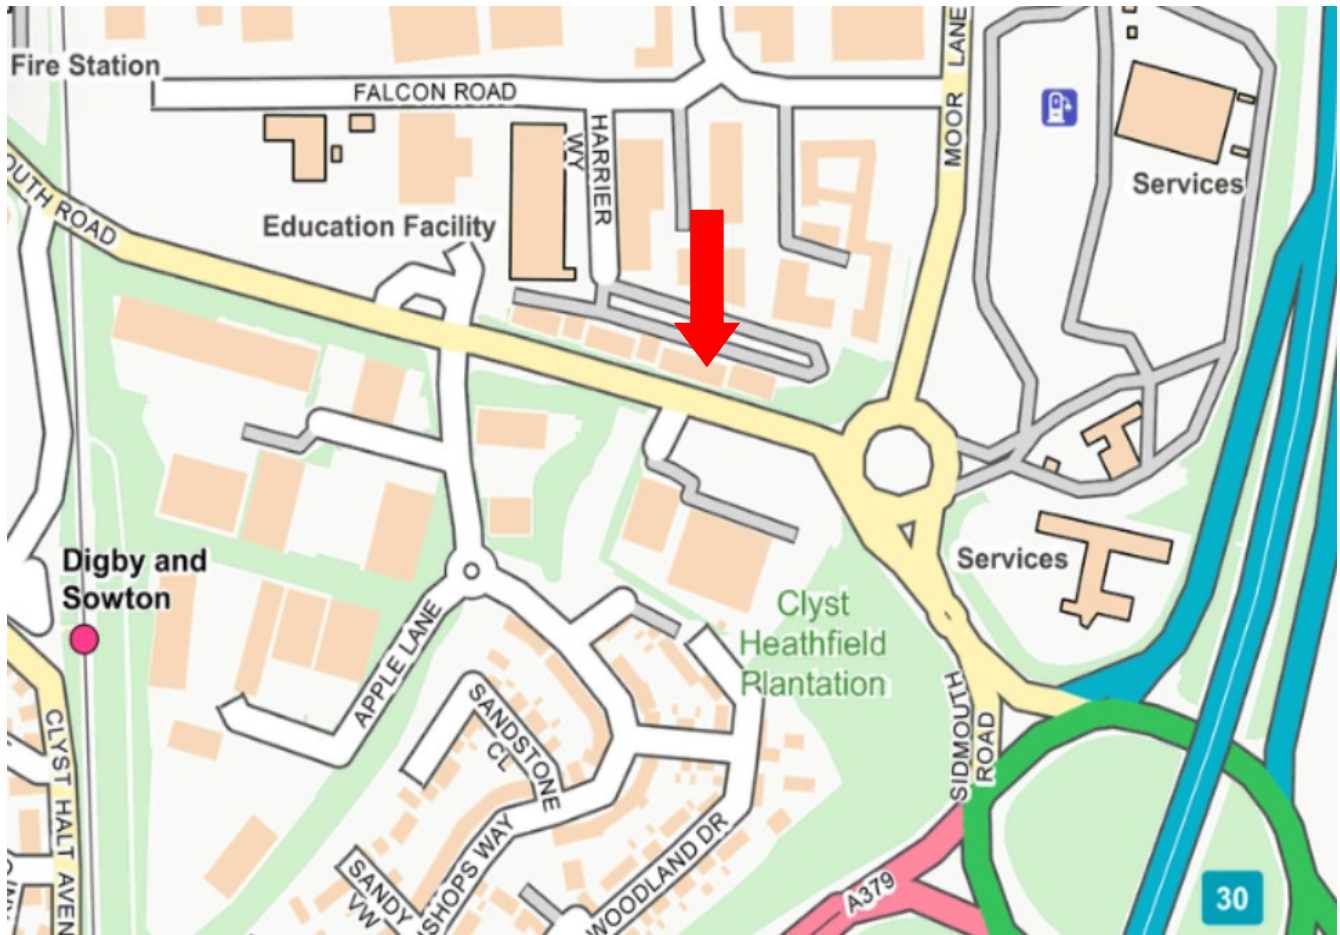 MOOR LANE
Fire Station
FALCON ROAD
HARRIER
WY
Services
OUTH ROAD
Education Facility
Digby and
Sowton
Services
Clyst
Heathfield
Plantation
APPLE LANE
SANDSTONE
CL
SIDMOUTH
ROAD
CLYST HALT AVEN
SHOPS WAY
WOODLAND DR
SANDY
VW
A379
30